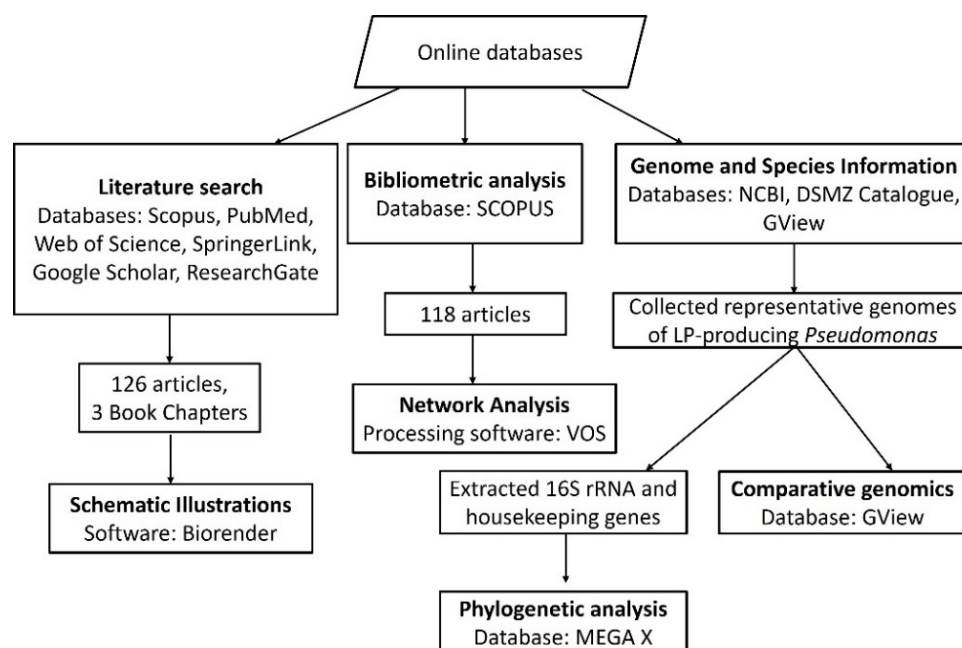 Online databases
Literature search
Databases: Scopus, PubMed,
Web of Science, SpringerLink,
Google Scholar, ResearchGate
Bibliometric analysis
Database: SCOPUS
Genome and Species Information
Databases: NCBI, DSMZ Catalogue,
GView
126 articles,
3 Book Chapters
118 articles
Collected representative genomes
of LP-producing Pseudomonas
Schematic Illustrations
Software: Biorender
Network Analysis
Processing software: VOS
Extracted 16S rRNA and
housekeeping genes
Comparative genomics
Database: GView
Phylogenetic analysis
Database: MEGA X